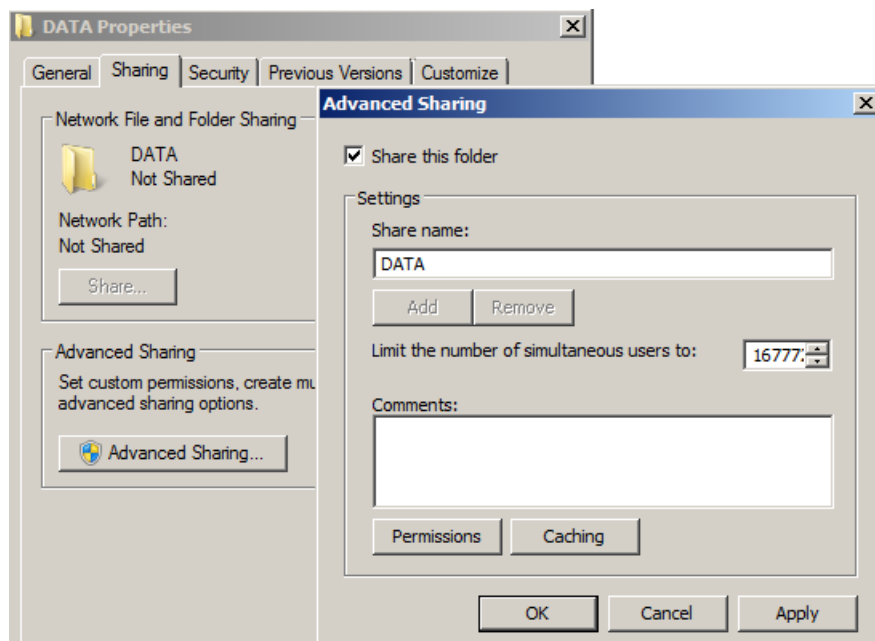 DATA Properties
General Sharing Security Previous Versions Customize
Network File and Folder Sharing
DATA
Not Shared
Network Path:
Not Shared
Share...
Advanced Sharing
Set custom permissions, create mu
advanced sharing options.
Advanced Sharing...
Advanced Sharing
Share this folder
Settings
Share name:
DATA
Add Remove
Limit the number of simultaneous users to:
Comments:
Permissions Caching
OK Cancel Apply